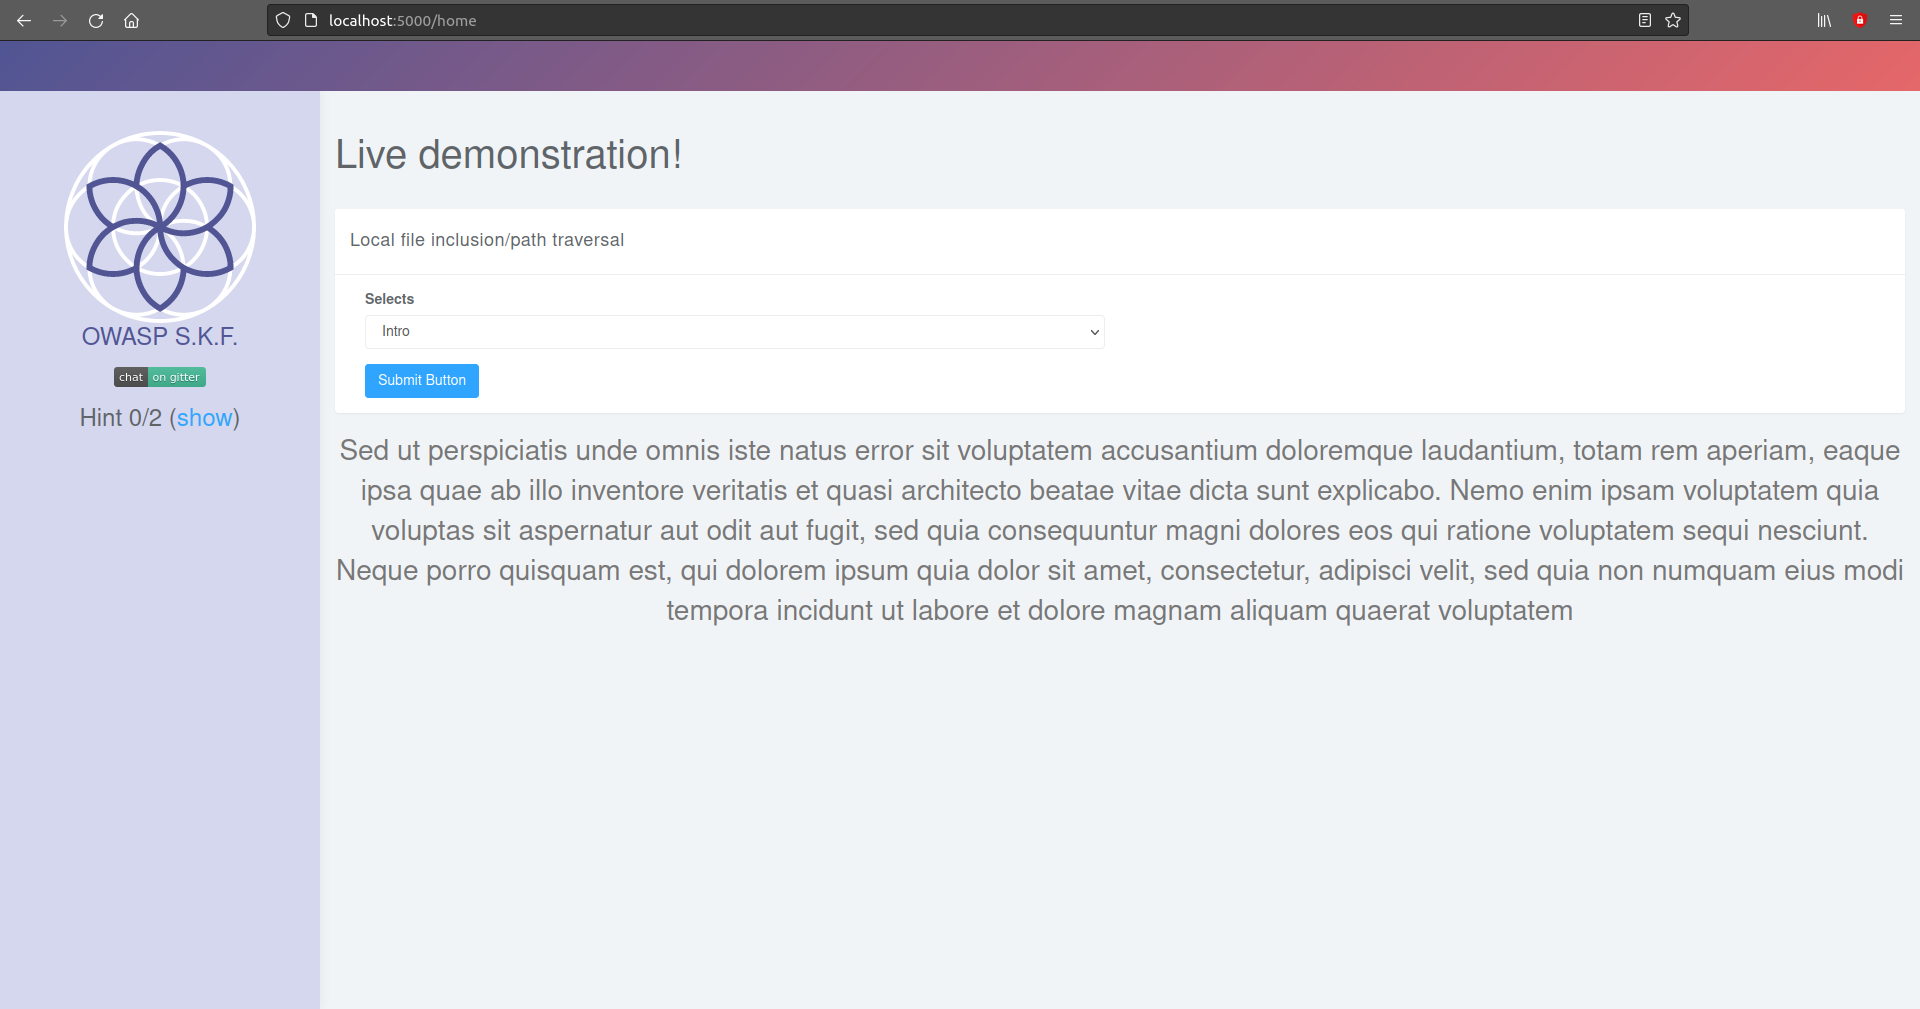 localhost:5000/home
OWASP S.K.F.
chat on gitter
Hint 0/2 (show)
Live demonstration!
Local file inclusion/path traversal
Selects
Intro
Submit Button
Sed ut perspiciatis unde omnis iste natus error sit voluptatem accusantium doloremque laudantium, totam rem aperiam, eaque
ipsa quae ab illo inventore veritatis et quasi architecto beatae vitae dicta sunt explicabo. Nemo enim ipsam voluptatem quia
voluptas sit aspernatur aut odit aut fugit, sed quia consequuntur magni dolores eos qui ratione voluptatem sequi nesciunt.
Neque porro quisquam est, qui dolorem ipsum quia dolor sit amet, consectetur, adipisci velit, sed quia non numquam eius modi
tempora incidunt ut labore et dolore magnam aliquam quaerat voluptatem